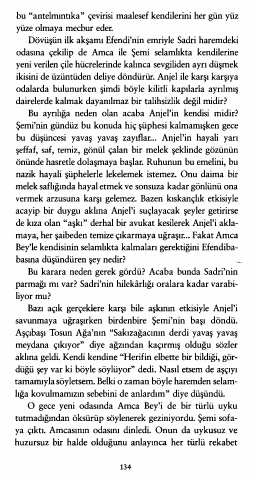 bu “antelmıntıka” çevirisi maalesef kendilerini her gün yüz
yüze olmaya mecbur eder.
Dövüşün ilk akşamı Efendi’nin emriyle Sadri haremdeki
odasına çekilip de Amca ile Şemi selamlıkta kendilerine
yeni verilen çile hücrelerinde kalınca sevgiliden ayrı düşmek
ikisini de üzüntüden deliye döndürür. Anjel ile karşı karşıya
odalarda bulunurken şimdi böyle kilitli kapılarla ayrılmış
dairelerde kalmak dayanılmaz bir talihsizlik değil midir?
Bu ayrılığa neden olan acaba Anjel’in kendisi midir?
Şemi’nin gündüz bu konuda hiç şüphesi kalmamışken gece
bu düşüncesi yavaş yavaş zayıflar... Anjel’in hayali yarı
şeffaf, saf, temiz, gönül çalan bir melek şeklinde gözünün
önünde hasretle dolaşmaya başlar. Ruhunun bu emelini, bu
nazik hayali şüphelerle lekelemek istemez. Onu daima bir
melek saflığında hayal etmek ve sonsuza kadar gönlünü ona
vermek arzusuna karşı gelemez. Bazen kıskançlık etkisiyle
acayip bir duygu aklına Anjel’i suçlayacak şeyler getirirse
de kıza olan “aşkı” derhal bir avukat kesilerek Anjel’i akla-
maya, her şaibeden temize çıkarmaya uğraşır... Fakat Amca
Bey’le kendisinin selamlıkta kalmaları gerektiğini Efendiba-
basına düşündüren şey nedir?
Bu karara neden gerek gördü? Acaba bunda Sadri’nin
parmağı mı var? Sadri’nin hilekârlığı oralara kadar varabi-
liyor mu?
Bazı açık gerçeklere karşı bile aşkının etkisiyle Anjel’i
savunmaya uğraşırken birdenbire Şemi’nin başı döndü.
Aşçıbaşı Tosun Ağa’nın “Sakızağacının derdi yavaş yavaş
meydana çıkıyor” diye ağzından kaçırmış olduğu sözler
aklına geldi. Kendi kendine “Herifin elbette bir bildiği, gör-
düğü şey var ki böyle söylüyor” dedi. Nasıl etsem de aşçıyı
tamamıyla söyletsem. Belki o zaman böyle haremden selam-
lığa kovulmamızın sebebini de anlardım” diye düşündü.
O gece yeni odasında Amca Bey’i de bir türlü uyku
tutmadığından öksürüp söylenerek geziniyordu. Şemi sofa-
ya çıktı. Amcasının odasını dinledi. Onun da uykusuz ve
huzursuz bir halde olduğunu anlayınca her türlü rekabet
134